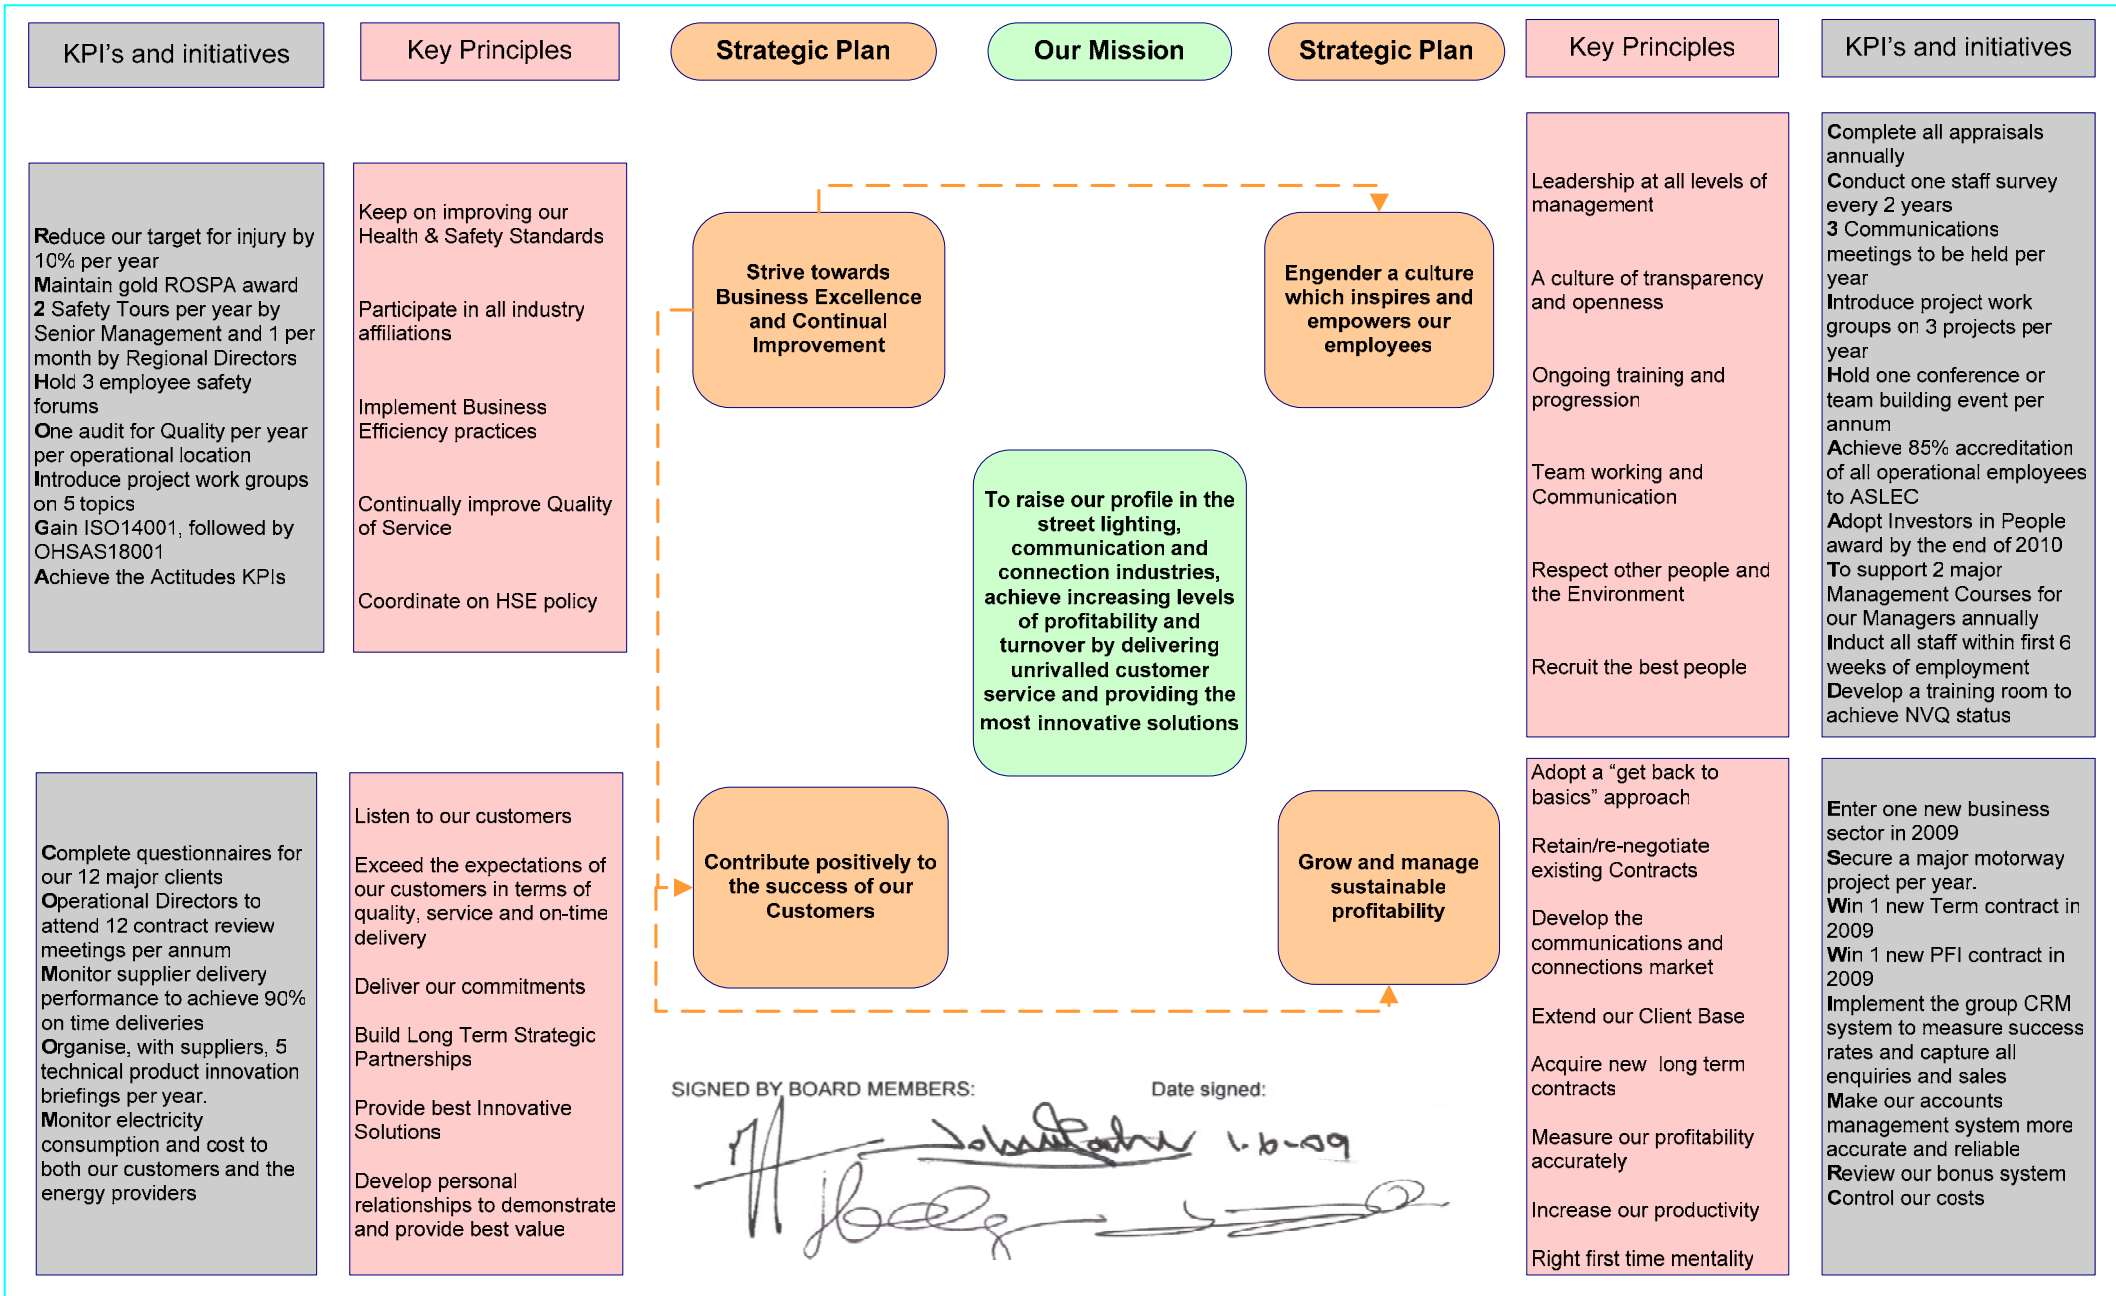 KPI's and initiatives
Key Principles
Strategic Plan
Our Mission
Strategic Plan
Key Principles
KPI's and initiatives
Reduce our target for injury by
10% per year
Maintain gold ROSPA award
2 Safety Tours per year by
Senior Management and 1 per
month by Regional Directors
Hold 3 employee safety
forums
One audit for Quality per year
per operational location
Introduce project work groups
on 5 topics
Gain ISO14001, followed by
OHSAS18001
Achieve the Actitudes KPIs
Keep on improving our
Health & Safety Standards
Participate in all industry
affiliations
Implement Business
Efficiency practices
Continually improve Quality
of Service
Coordinate on HSE policy
Strive towards
Business Excellence
and Continual
Improvement
Engender a culture
which inspires and
empowers our
employees
Leadership at all levels of
management
A culture of transparency
and openness
Ongoing training and
progression
Team working and
Communication
Respect other people and
the Environment
Recruit the best people
Complete all appraisals
annually
Conduct one staff survey
every 2 years
3 Communications
meetings to be held per
year
Introduce project work
groups on 3 projects per
year
Hold one conference or
team building event per
annum
Achieve 85% accreditation
of all operational employees
to ASLEC
Adopt Investors in People
award by the end of 2010
To support 2 major
Management Courses for
our Managers annually
Induct all staff within first 6
weeks of employment
Develop a training room to
achieve NVQ status
To raise our profile in the
street lighting,
communication and
connection industries,
achieve increasing levels
of profitability and
turnover by delivering
unrivalled customer
service and providing the
most innovative solutions
Complete questionnaires for
our 12 major clients
Operational Directors to
attend 12 contract review
meetings per annum
Monitor supplier delivery
performance to achieve 90%
on time deliveries
Organise, with suppliers, 5
technical product innovation
briefings per year.
Monitor electricity
consumption and cost to
both our customers and the
energy providers
Listen to our customers
Exceed the expectations of
our customers in terms of
quality, service and on-time
delivery
Deliver our commitments
Build Long Term Strategic
Partnerships
Provide best Innovative
Solutions
Develop personal
relationships to demonstrate
and provide best value
Contribute positively to
the success of our
Customers
Grow and manage
sustainable
profitability
Adopt a “get back to
basics” approach
Retain/re-negotiate
existing Contracts
Develop the
communications and
connections market
Extend our Client Base
Acquire new long term
contracts
Measure our profitability
accurately
Increase our productivity
Right first time mentality
Enter one new business
sector in 2009
Secure a major motorway
project per year.
Win 1 new Term contract in
2009
Win 1 new PFI contract in
2009
Implement the group CRM
system to measure success
rates and capture all
enquiries and sales
Make our accounts
management system more
accurate and reliable
Review our bonus system
Control our costs
SIGNED BY BOARD MEMBERS:
Date signed:
1-6-09